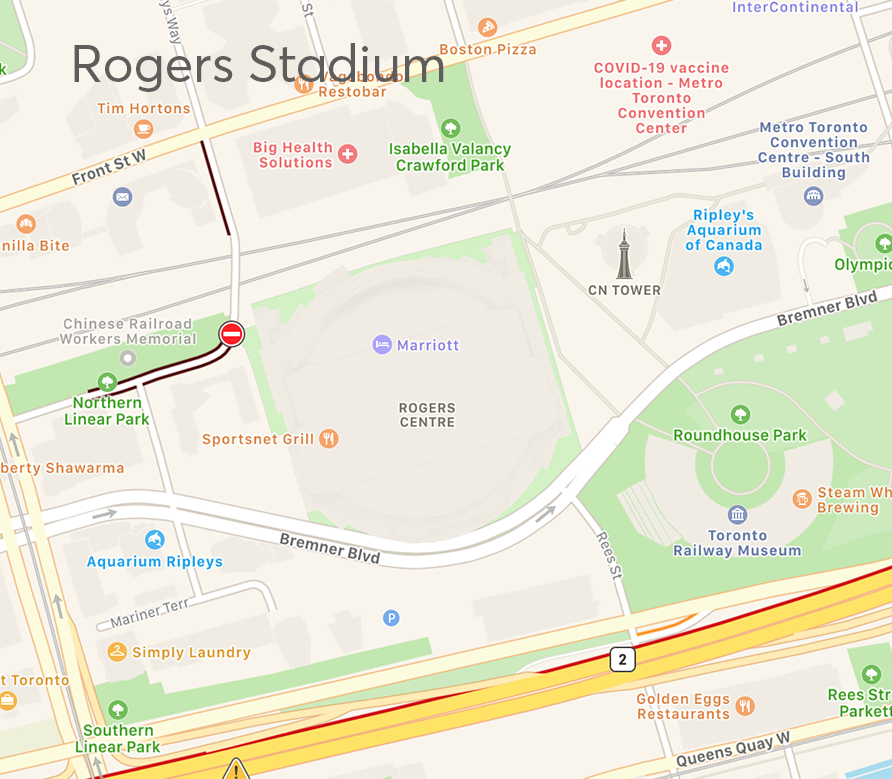 InterContinental
St
Rogers Stadium
Boston Pizza
Vagabondo
Restobar
COVID-19 vaccine
location - Metro
Toronto
Convention
Center
Tim Hortons
Big Health
Solutions
Isabella Valancy
Crawford Park
Metro Toronto
Convention
Centre - South
Building
Front St W
nilla Bite
Ripley's
Aquarium
of Canada
Olympic
CN TOWER
Bremner Blvd
Chinese Railroad
Workers Memorial
Marriott
Northern
Linear Park
ROGERS
CENTRE
Sportsnet Grill
Roundhouse Park
berty Shawarma
Steam Wh
Brewing
Toronto
Railway Museum
Bremner Blvd
Rees St
Aquarium Ripleys
Mariner Terr
P
Simply Laundry
2
t Toronto
Golden Eggs
Restaurants
Rees Str
Parkett
Southern
Linear Park
Queens Quay W